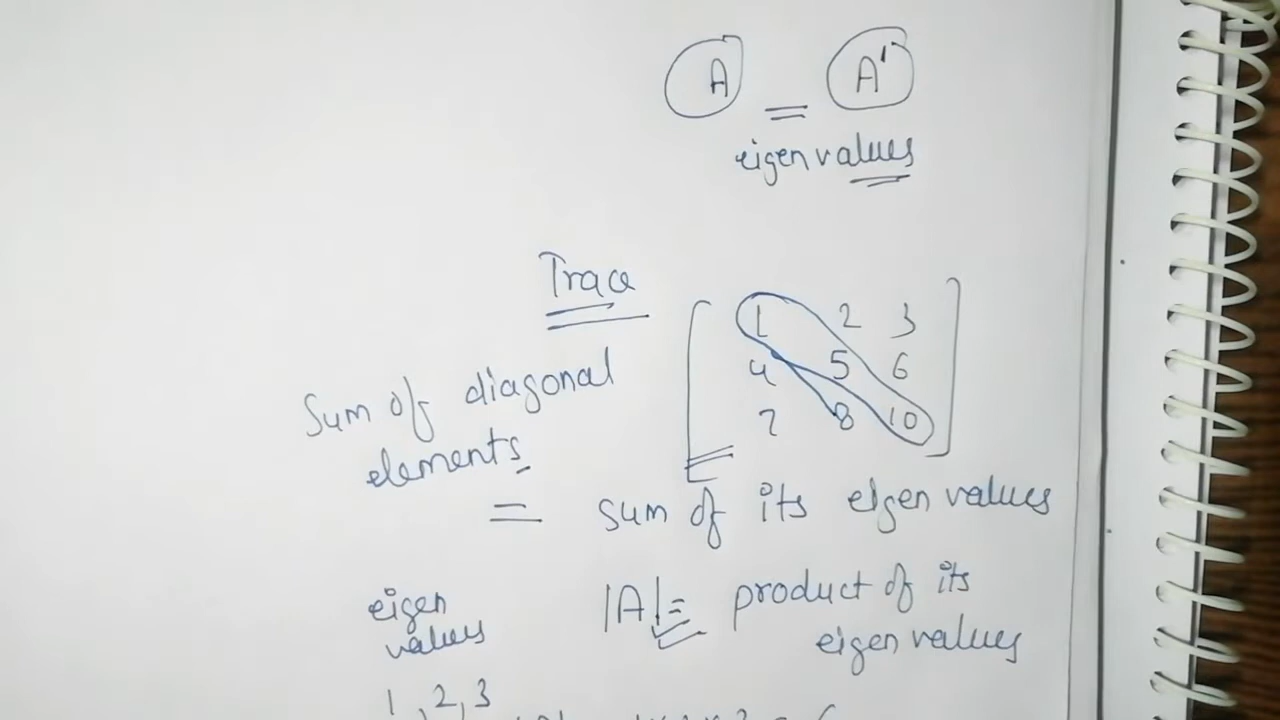 A = A'
eigen values
Trace
1 2 3
4 5 6
7 8 10
Sum of diagonal
elements
= sum of its eigen values
|A| = product of its
eigen values
eigen
values
1, 2, 3